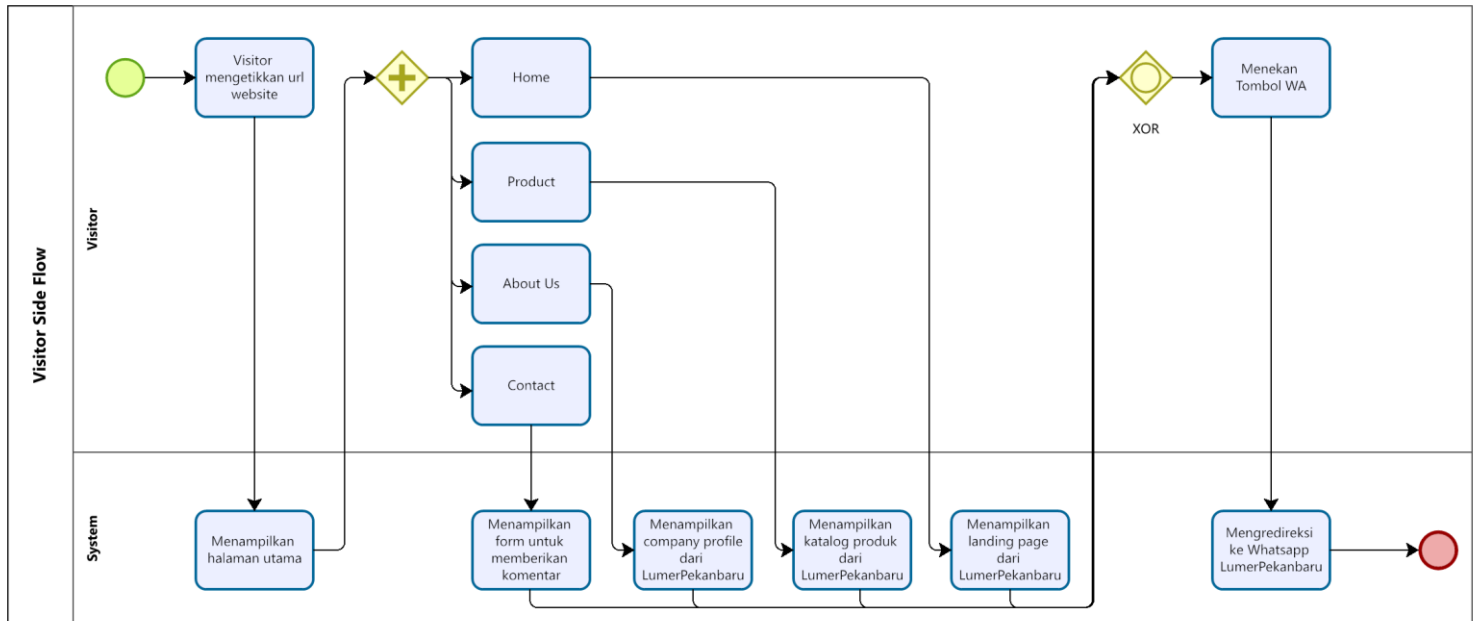 Visitor Side Flow
Visitor
Visitor
mengetikkan url
website
Home
Product
About Us
Contact
XOR
Menekan
Tombol WA
System
Menampilkan
halaman utama
Menampilkan
form untuk
memberikan
komentar
Menampilkan
company profile
dari
LumerPekanbaru
Menampilkan
katalog produk
dari
LumerPekanbaru
Menampilkan
landing page
dari
LumerPekanbaru
Mengredireksi
ke Whatsapp
LumerPekanbaru